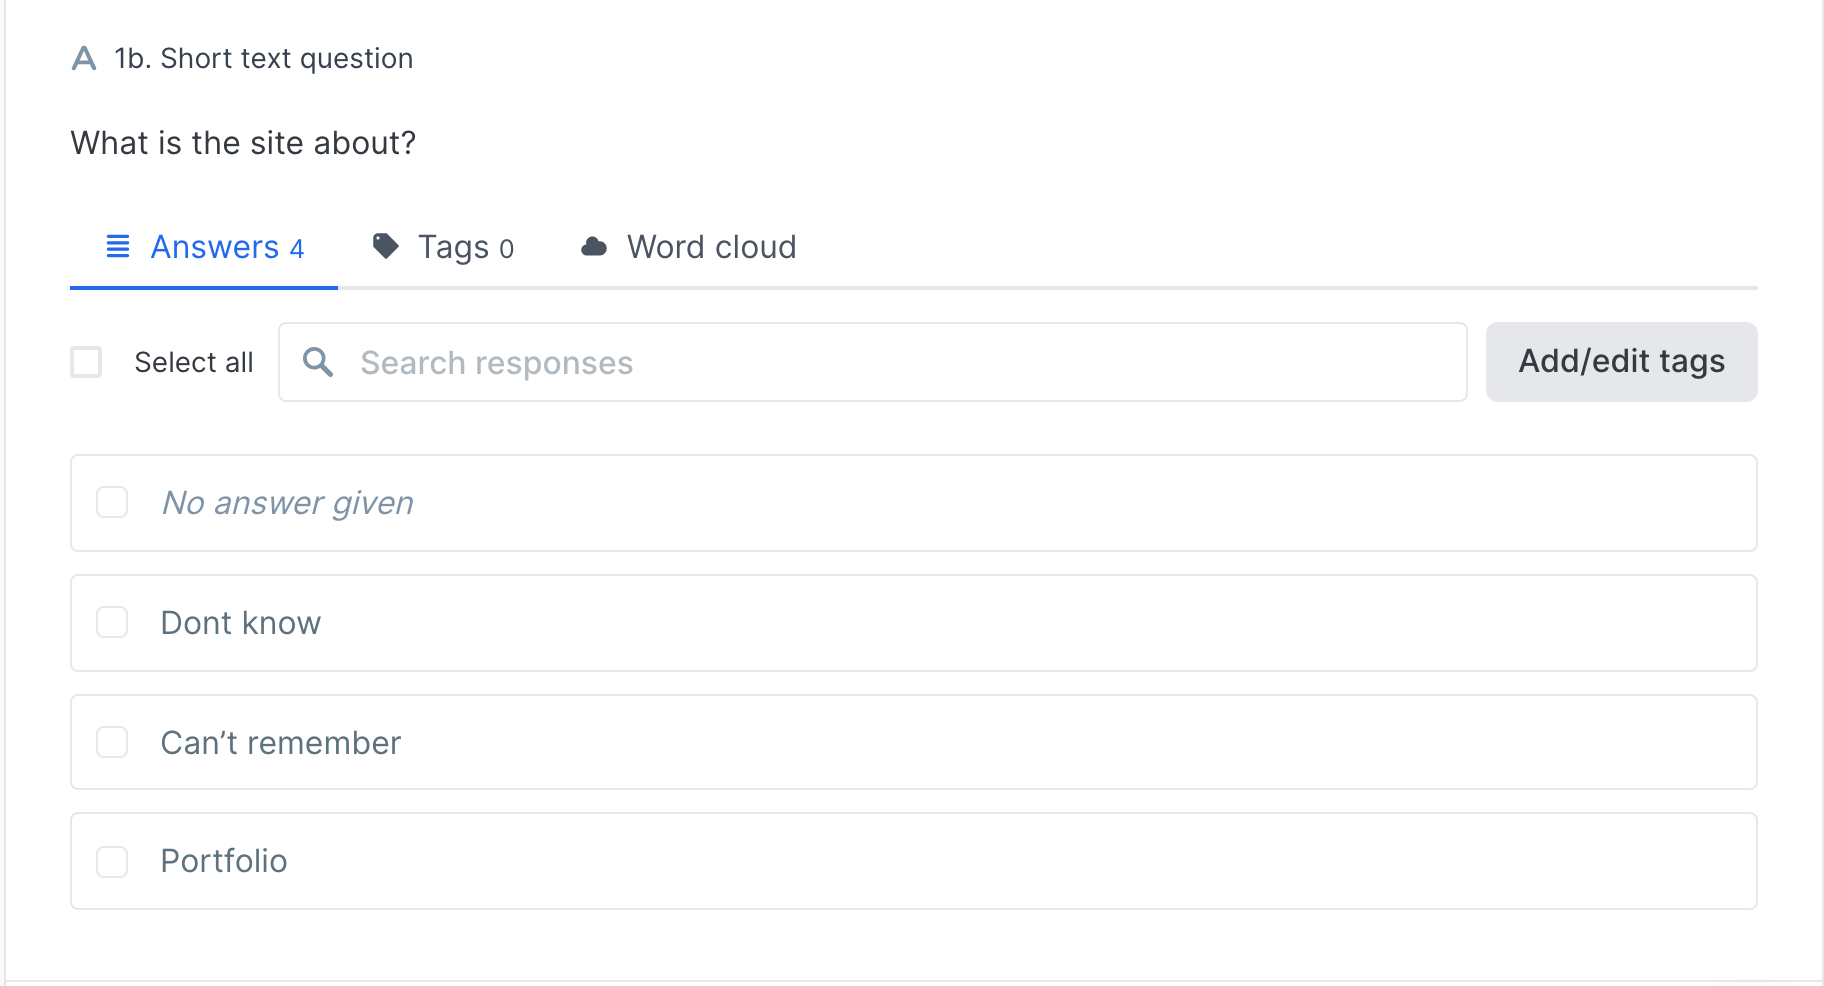 1b. Short text question
What is the site about?
Answers 4 Tags 0 Word cloud
Select all Search responses Add/edit tags
No answer given
Dont know
Can’t remember
Portfolio